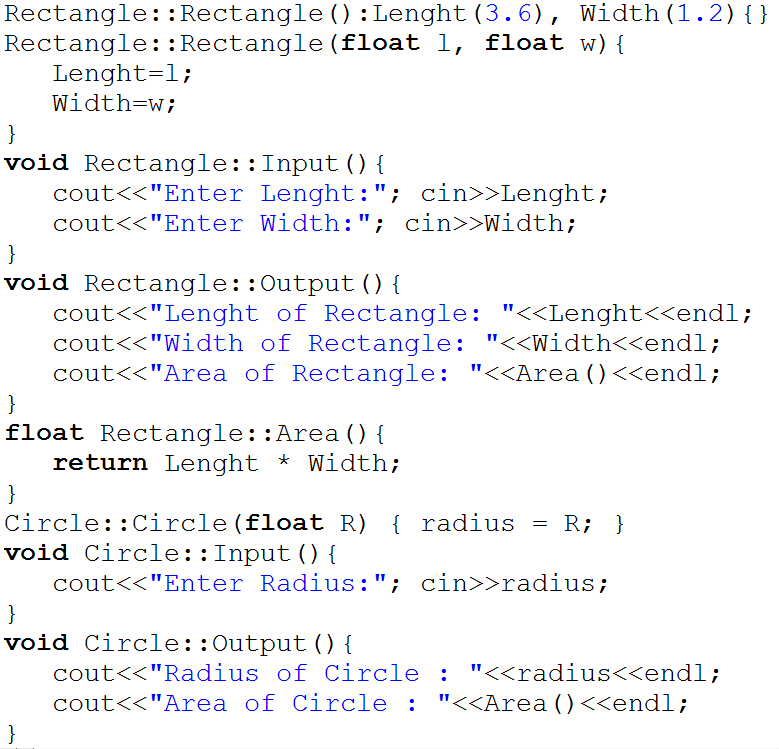 Rectangle::Rectangle():Lenght(3.6), Width(1.2){}
Rectangle::Rectangle(float l, float w){
   Lenght=l;
   Width=w;
}
void Rectangle::Input(){
   cout<<"Enter Lenght:"; cin>>Lenght;
   cout<<"Enter Width:"; cin>>Width;
}
void Rectangle::Output(){
   cout<<"Lenght of Rectangle: "<<Lenght<<endl;
   cout<<"Width of Rectangle: "<<Width<<endl;
   cout<<"Area of Rectangle: "<<Area()<<endl;
}
float Rectangle::Area(){
   return Lenght * Width;
}
Circle::Circle(float R) { radius = R; }
void Circle::Input(){
   cout<<"Enter Radius:"; cin>>radius;
}
void Circle::Output(){
   cout<<"Radius of Circle : "<<radius<<endl;
   cout<<"Area of Circle : "<<Area()<<endl;
}